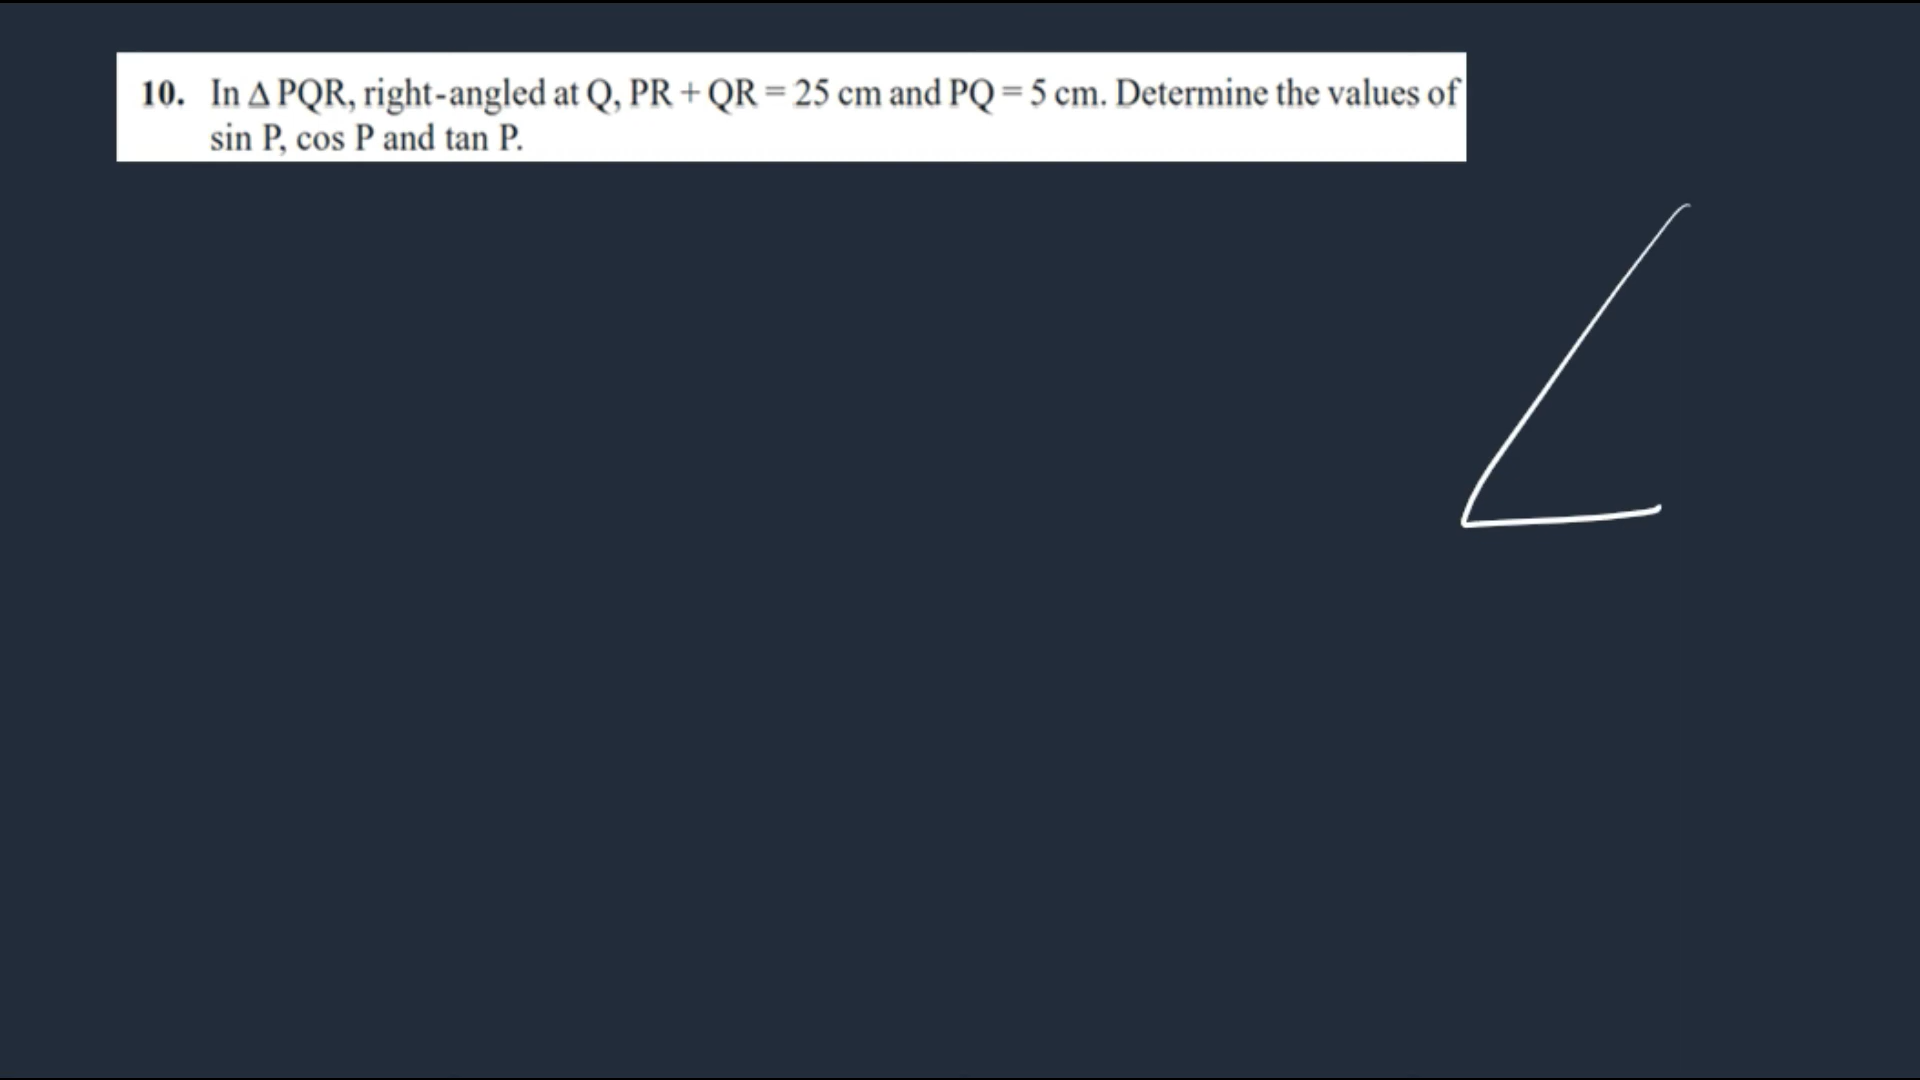 10. In Δ PQR, right-angled at Q, PR + QR = 25 cm and PQ = 5 cm. Determine the values of
sin P, cos P and tan P.